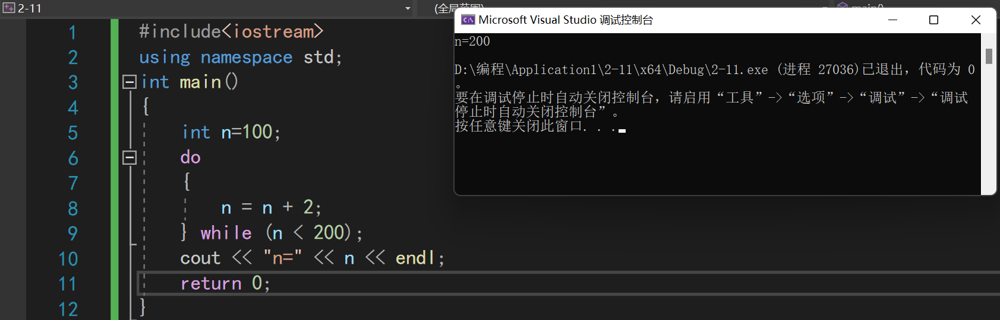 2-11
(全局范围)
main()
1 #include<iostream>
2 using namespace std;
3 int main()
4 {
5 int n=100;
6 do
7 {
8 n = n + 2;
9 } while (n < 200);
10 cout << "n=" << n << endl;
11 return 0;
12 }
Microsoft Visual Studio 调试控制台
n=200
D:\编程\Application1\2-11\x64\Debug\2-11.exe (进程 27036)已退出，代码为 0
。
要在调试停止时自动关闭控制台，请启用“工具”->“选项”->“调试”->“调试
停止时自动关闭控制台”。
按任意键关闭此窗口. . .